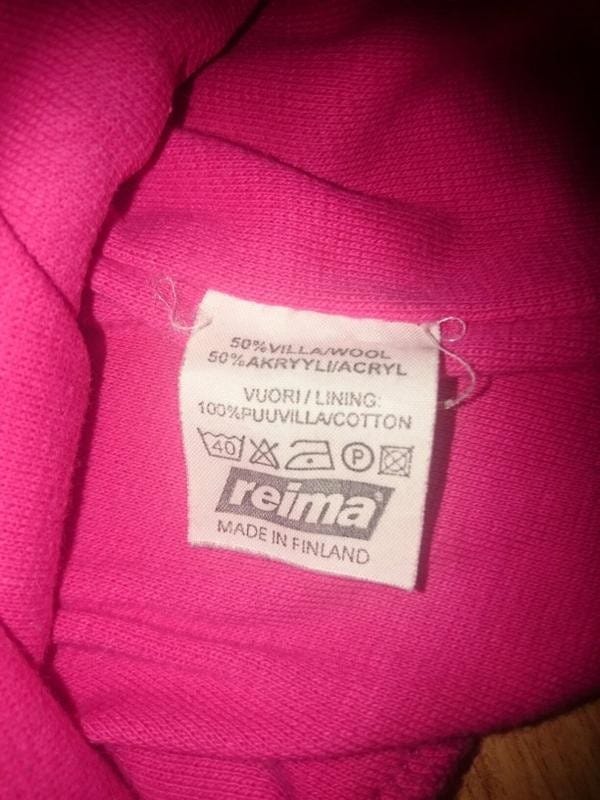 50%VILLA/WOOL
50%AKRYYLI/ACRYL
VUORI / LINING:
100%PUUVILLA/COTTON
40 P
reima
MADE IN FINLAND